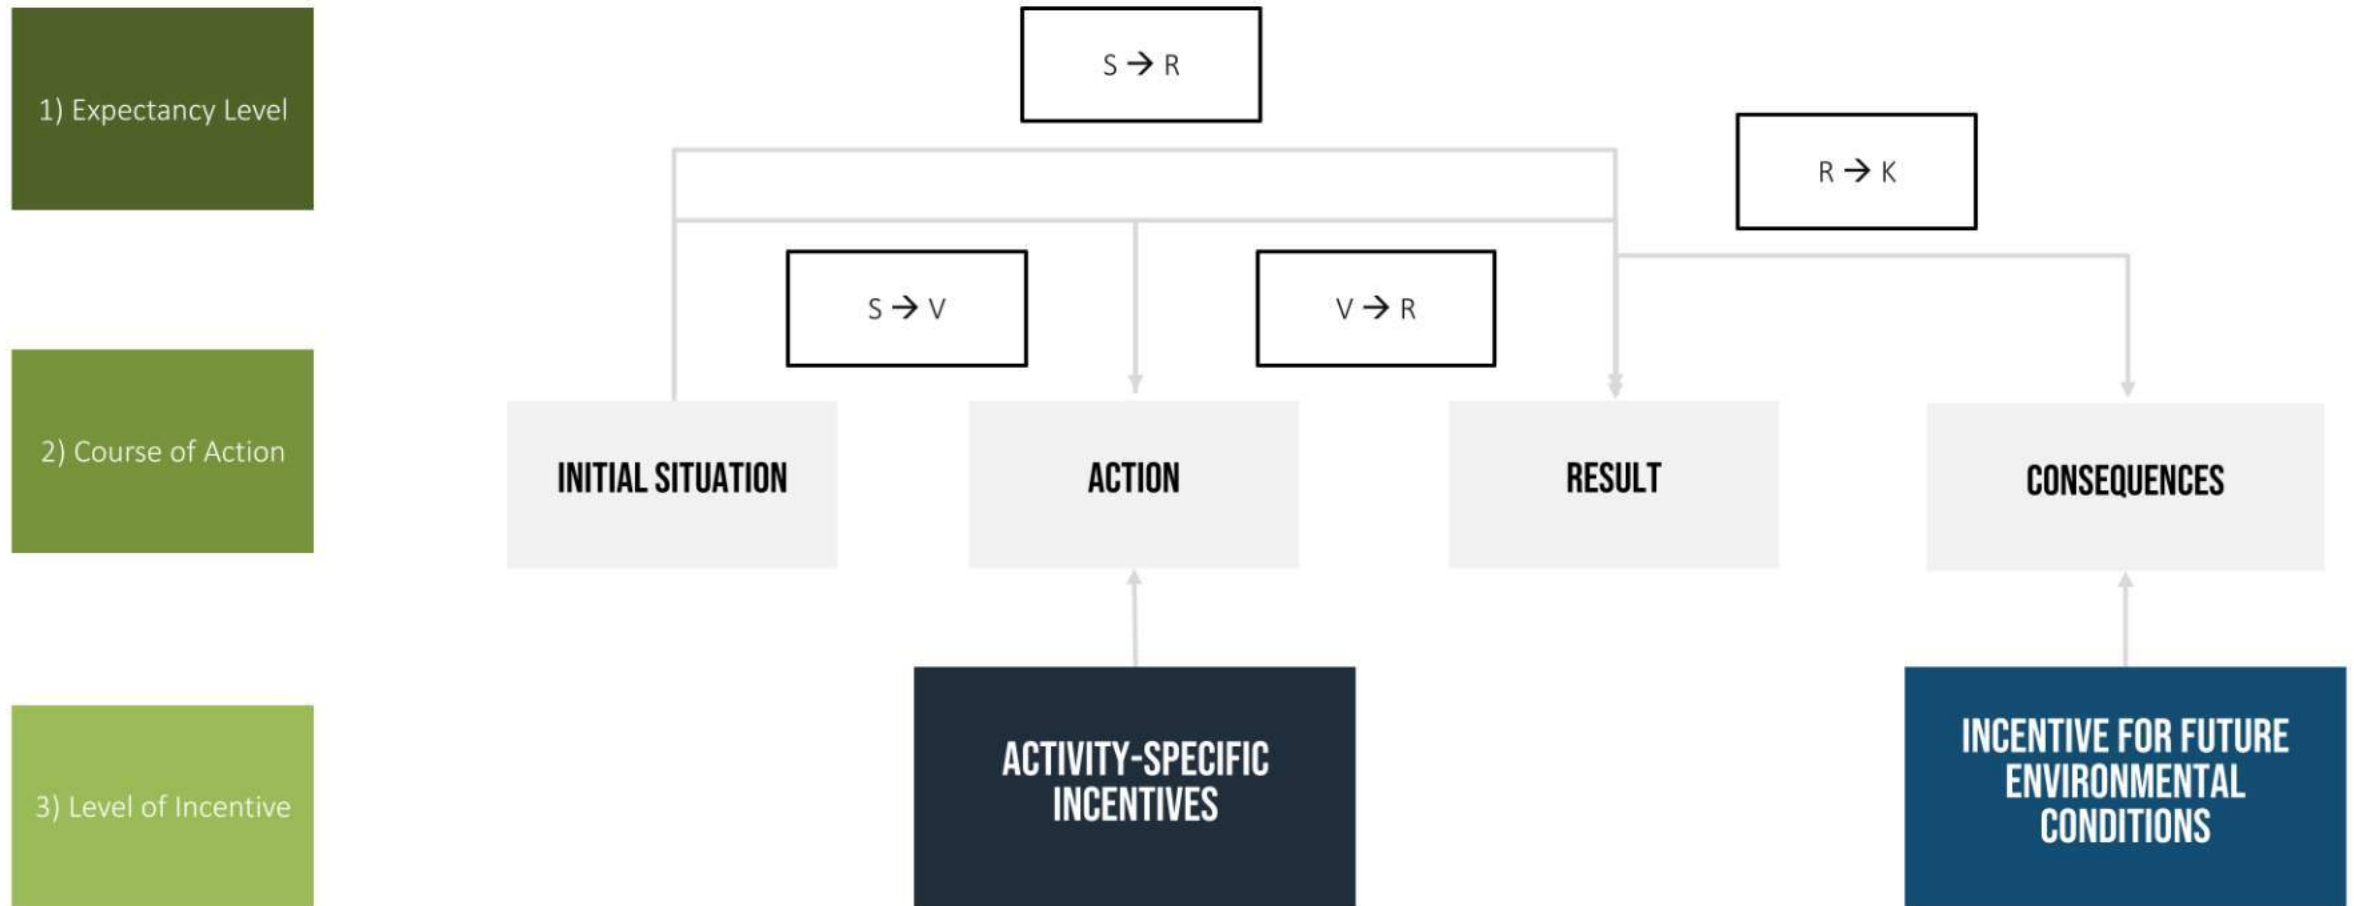 1) Expectancy Level
S → R
R → K
S → V
V → R
2) Course of Action
INITIAL SITUATION
ACTION
RESULT
CONSEQUENCES
3) Level of Incentive
ACTIVITY-SPECIFIC
INCENTIVES
INCENTIVE FOR FUTURE
ENVIRONMENTAL
CONDITIONS